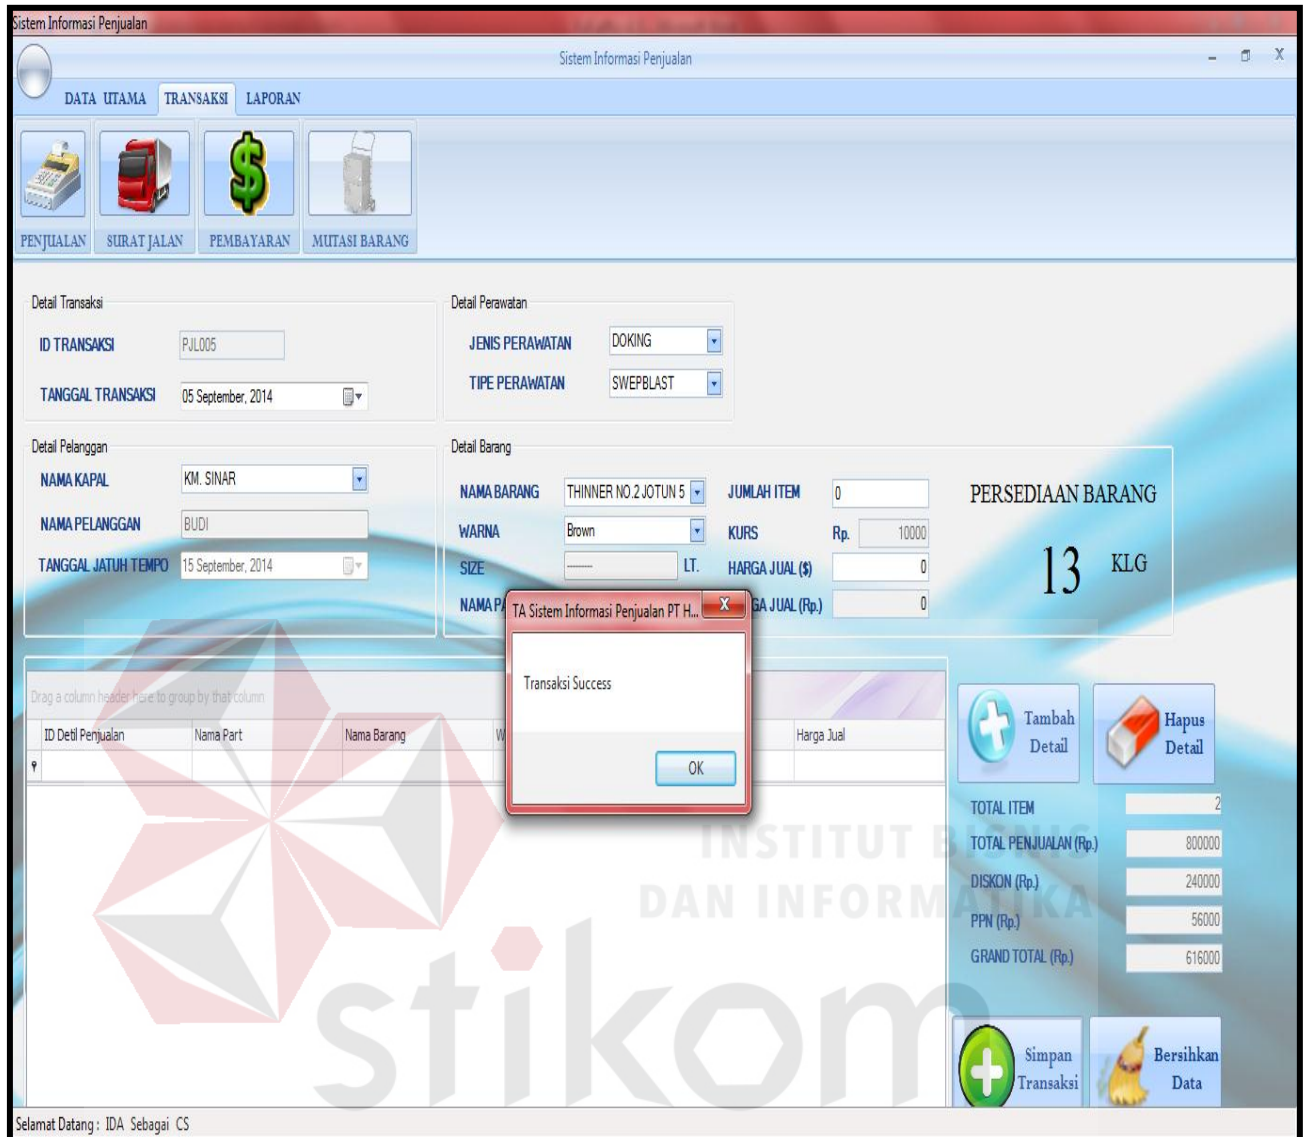 Sistem Informasi Penjualan
Sistem Informasi Penjualan
DATA UTAMA TRANSAKSI LAPORAN
PENJUALAN SURAT JALAN PEMBAYARAN MUTASI BARANG
Detail Transaksi
ID TRANSAKSI PJL005
TANGGAL TRANSAKSI 05 September, 2014
Detail Perawatan
JENIS PERAWATAN DOKING
TIPE PERAWATAN SWEPBLAST
Detail Pelanggan
NAMA KAPAL KM. SINAR
NAMA PELANGGAN BUDI
TANGGAL JATUH TEMPO 15 September, 2014
Detail Barang
NAMA BARANG THINNER NO.2 JOTUN 5 JUMLAH ITEM 0
WARNA Brown KURS Rp. 10000
SIZE --------- LT. HARGA JUAL ($) 0
NAMA JUAL (Rp.) 0
PERSEDIAAN BARANG
13 KLG
TA Sistem Informasi Penjualan PT H... X
Transaksi Success
OK
Drag a column header here to group by that column
ID Detil Penjualan Nama Part Nama Barang Harga Jual
Tambah Detail
Hapus Detail
TOTAL ITEM 2
TOTAL PENJUALAN (Rp.) 800000
DISKON (Rp.) 240000
PPN (Rp.) 56000
GRAND TOTAL (Rp.) 616000
Simpan Transaksi
Bersihkan Data
INSTITUT BISNIS
DAN INFORMATIKA
stikom
Selamat Datang : IDA Sebagai CS